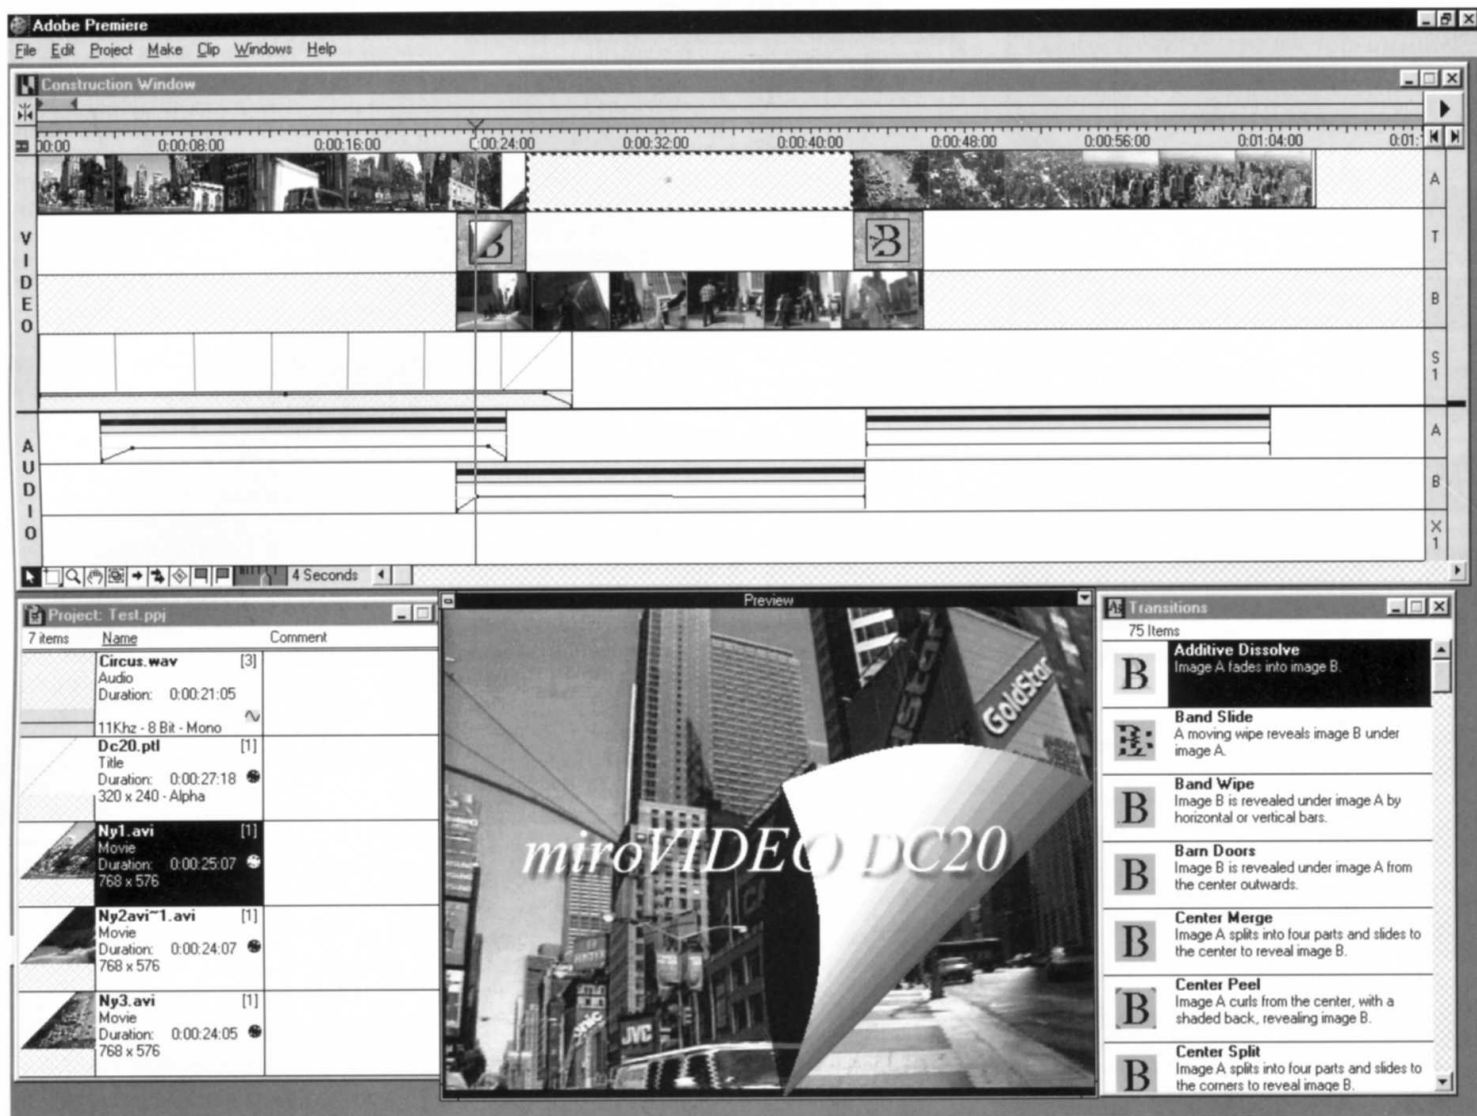 Adobe Premiere
File Edit Project Make Clip Windows Help
Construction Window
00:00 0:00:08:00 0:00:16:00 0:00:24:00 0:00:32:00 0:00:40:00 0:00:48:00 0:00:56:00 0:01:04:00 0:01:
VIDEO
A
T
B
B
B
S
1
AUDIO
A
B
X
1
4 Seconds
Project: Test.ppj
7 items Name Comment
Circus.wav [3]
Audio
Duration: 0:00:21:05
11Khz - 8 Bit - Mono
Dc20.ptl [1]
Title
Duration: 0:00:27:18
320 x 240 - Alpha
Ny1.avi [1]
Movie
Duration: 0:00:25:07
768 x 576
Ny2avi~1.avi [1]
Movie
Duration: 0:00:24:07
768 x 576
Ny3.avi [1]
Movie
Duration: 0:00:24:05
768 x 576
Preview
GoldStar
miroVIDEO DC20
JVC
Transitions
75 Items
B
Additive Dissolve
Image A fades into image B.
B
Band Slide
A moving wipe reveals image B under
image A.
B
Band Wipe
Image B is revealed under image A by
horizontal or vertical bars.
B
Barn Doors
Image B is revealed under image A from
the center outwards.
B
Center Merge
Image A splits into four parts and slides to
the center to reveal image B.
B
Center Peel
Image A curls from the center, with a
shaded back, revealing image B.
B
Center Split
Image A splits into four parts and slides to
the corners to reveal image B.